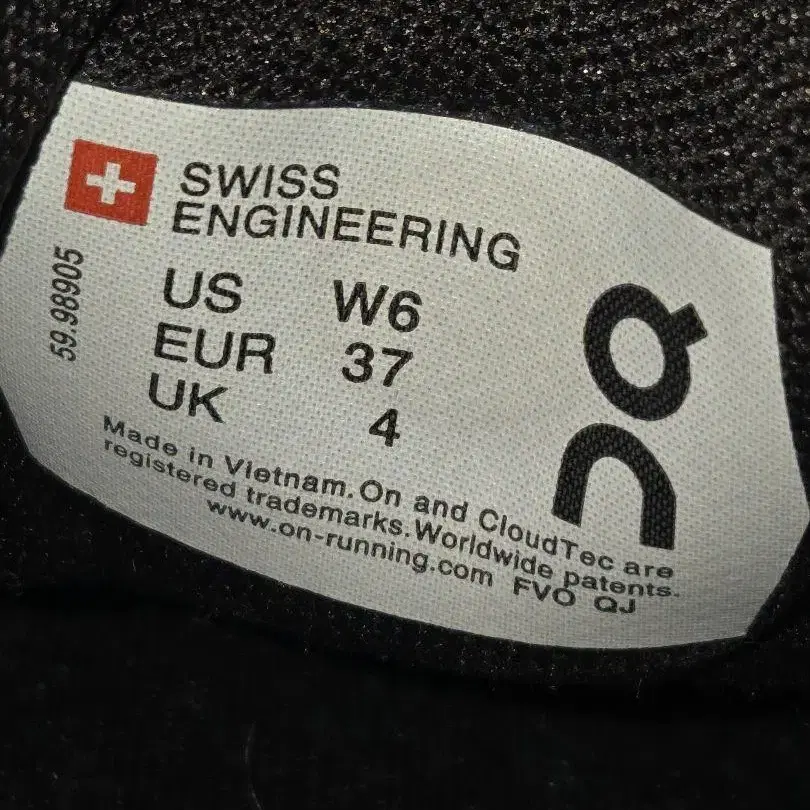 SWISS
ENGINEERING
59.98905
US W6
EUR 37
UK 4
On
Made in Vietnam. On and CloudTec are
registered trademarks. Worldwide patents.
www.on-running.com FVO QJ